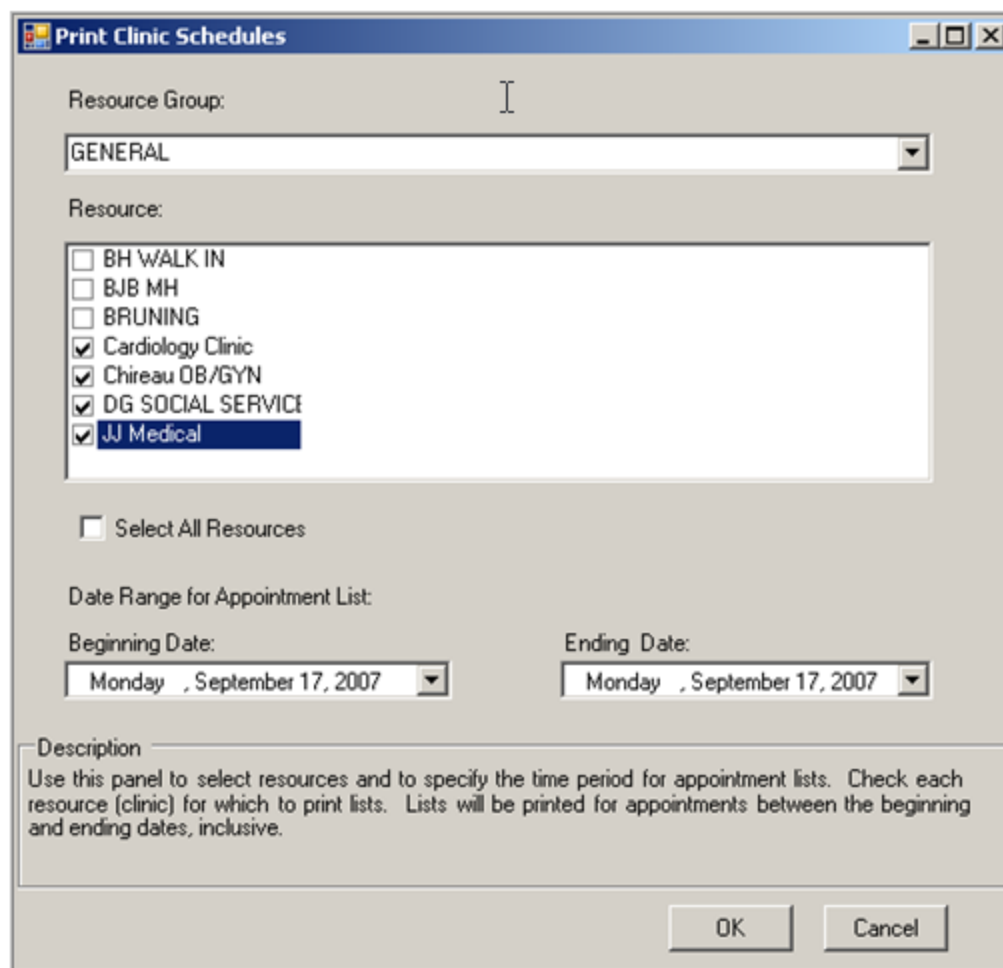 Print Clinic Schedules
Resource Group:
GENERAL
Resource:
BH WALK IN
BJB MH
BRUNING
Cardiology Clinic
Chireau OB/GYN
DG SOCIAL SERVICE
JJ Medical
Select All Resources
Date Range for Appointment List:
Beginning Date: Ending Date:
Monday , September 17, 2007 Monday , September 17, 2007
Description
Use this panel to select resources and to specify the time period for appointment lists. Check each
resource (clinic) for which to print lists. Lists will be printed for appointments between the beginning
and ending dates, inclusive.
OK Cancel